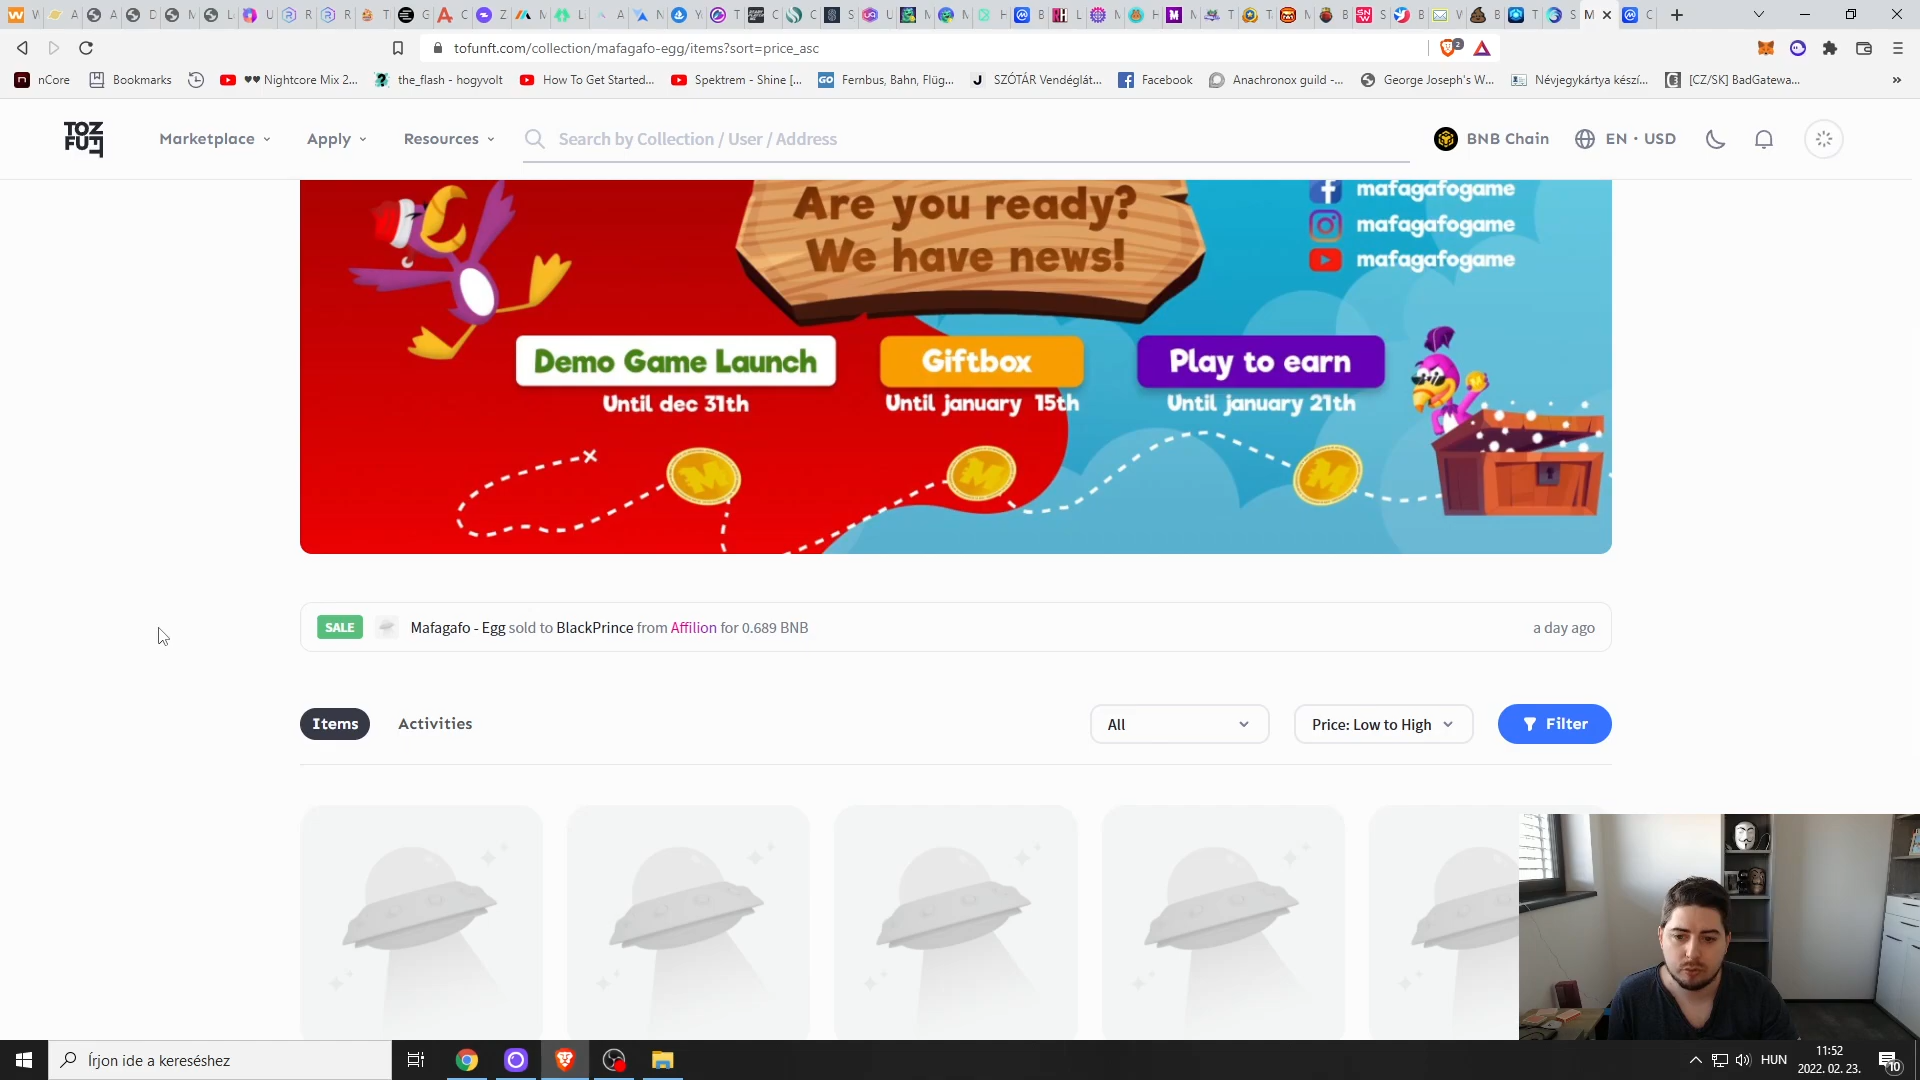 tofunft.com/collection/mafagafo-egg/items?sort=price_asc
2
nCore
Bookmarks
♥♥ Nightcore Mix 2...
the_flash - hogyvolt
How To Get Started...
Spektrem - Shine [...
GO
Fernbus, Bahn, Flüg...
J
SZÓTÁR Vendéglát...
Facebook
Anachronox guild -...
George Joseph's W...
Névjegykártya készí...
[CZ/SK] BadGatewa...
»
TOFU
Marketplace
Apply
Resources
Search by Collection / User / Address
BNB Chain
EN · USD
Are you ready?
We have news!
mafagafogame
mafagafogame
mafagafogame
Demo Game Launch
Until dec 31th
Giftbox
Until january 15th
Play to earn
Until january 21th
SALE
Mafagafo - Egg sold to BlackPrince from Affilion for 0.689 BNB
a day ago
Items
Activities
All
Price: Low to High
Filter
Írjon ide a kereséshez
HUN
11:52
2022. 02. 23.
10